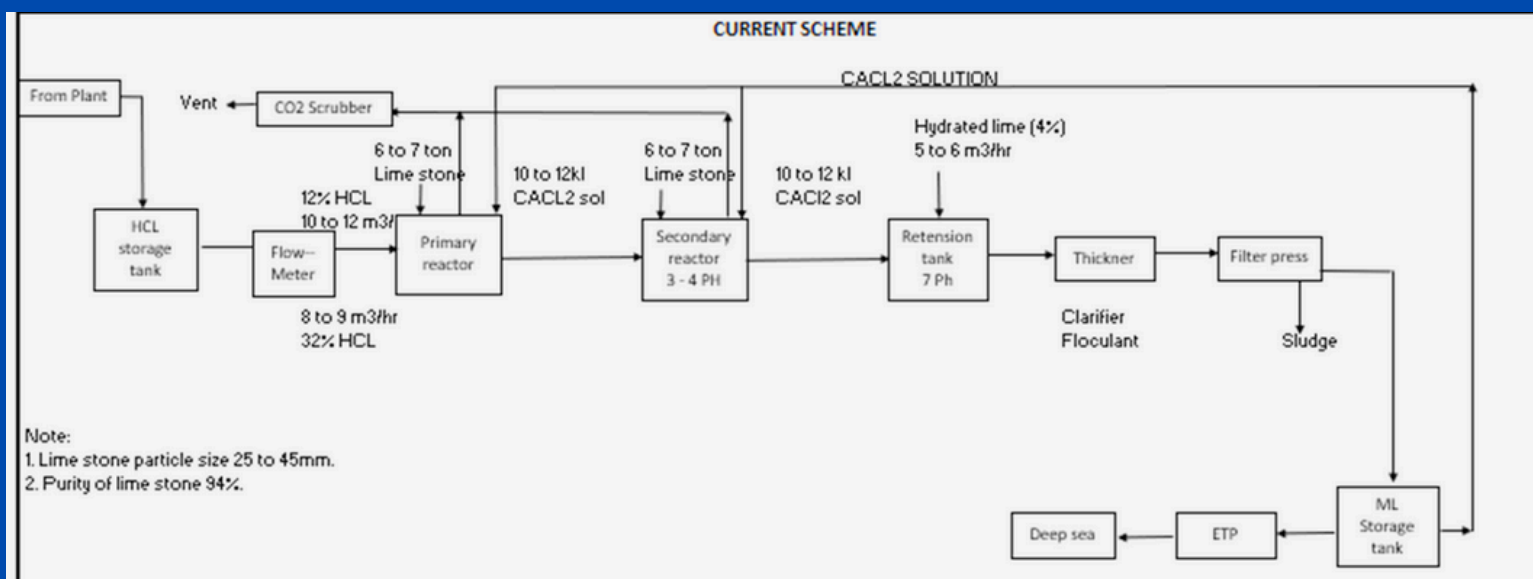 CURRENT SCHEME
From Plant
Vent
CO2 Scrubber
CACL2 SOLUTION
6 to 7 ton
Lime stone
12% HCL
10 to 12 m3/
10 to 12kl
CACL2 sol
6 to 7 ton
Lime stone
10 to 12 kl
CACl2 sol
Hydrated lime (4%)
5 to 6 m3/hr
HCL
storage
tank
Flow--
Meter
Primary
reactor
Secondary
reactor
3 - 4 PH
Retension
tank
7 Ph
Thickner
Filter press
8 to 9 m3/hr
32% HCL
Clarifier
Floculant
Sludge
Note:
1. Lime stone particle size 25 to 45mm.
2. Purity of lime stone 94%.
Deep sea
ETP
ML
Storage
tank